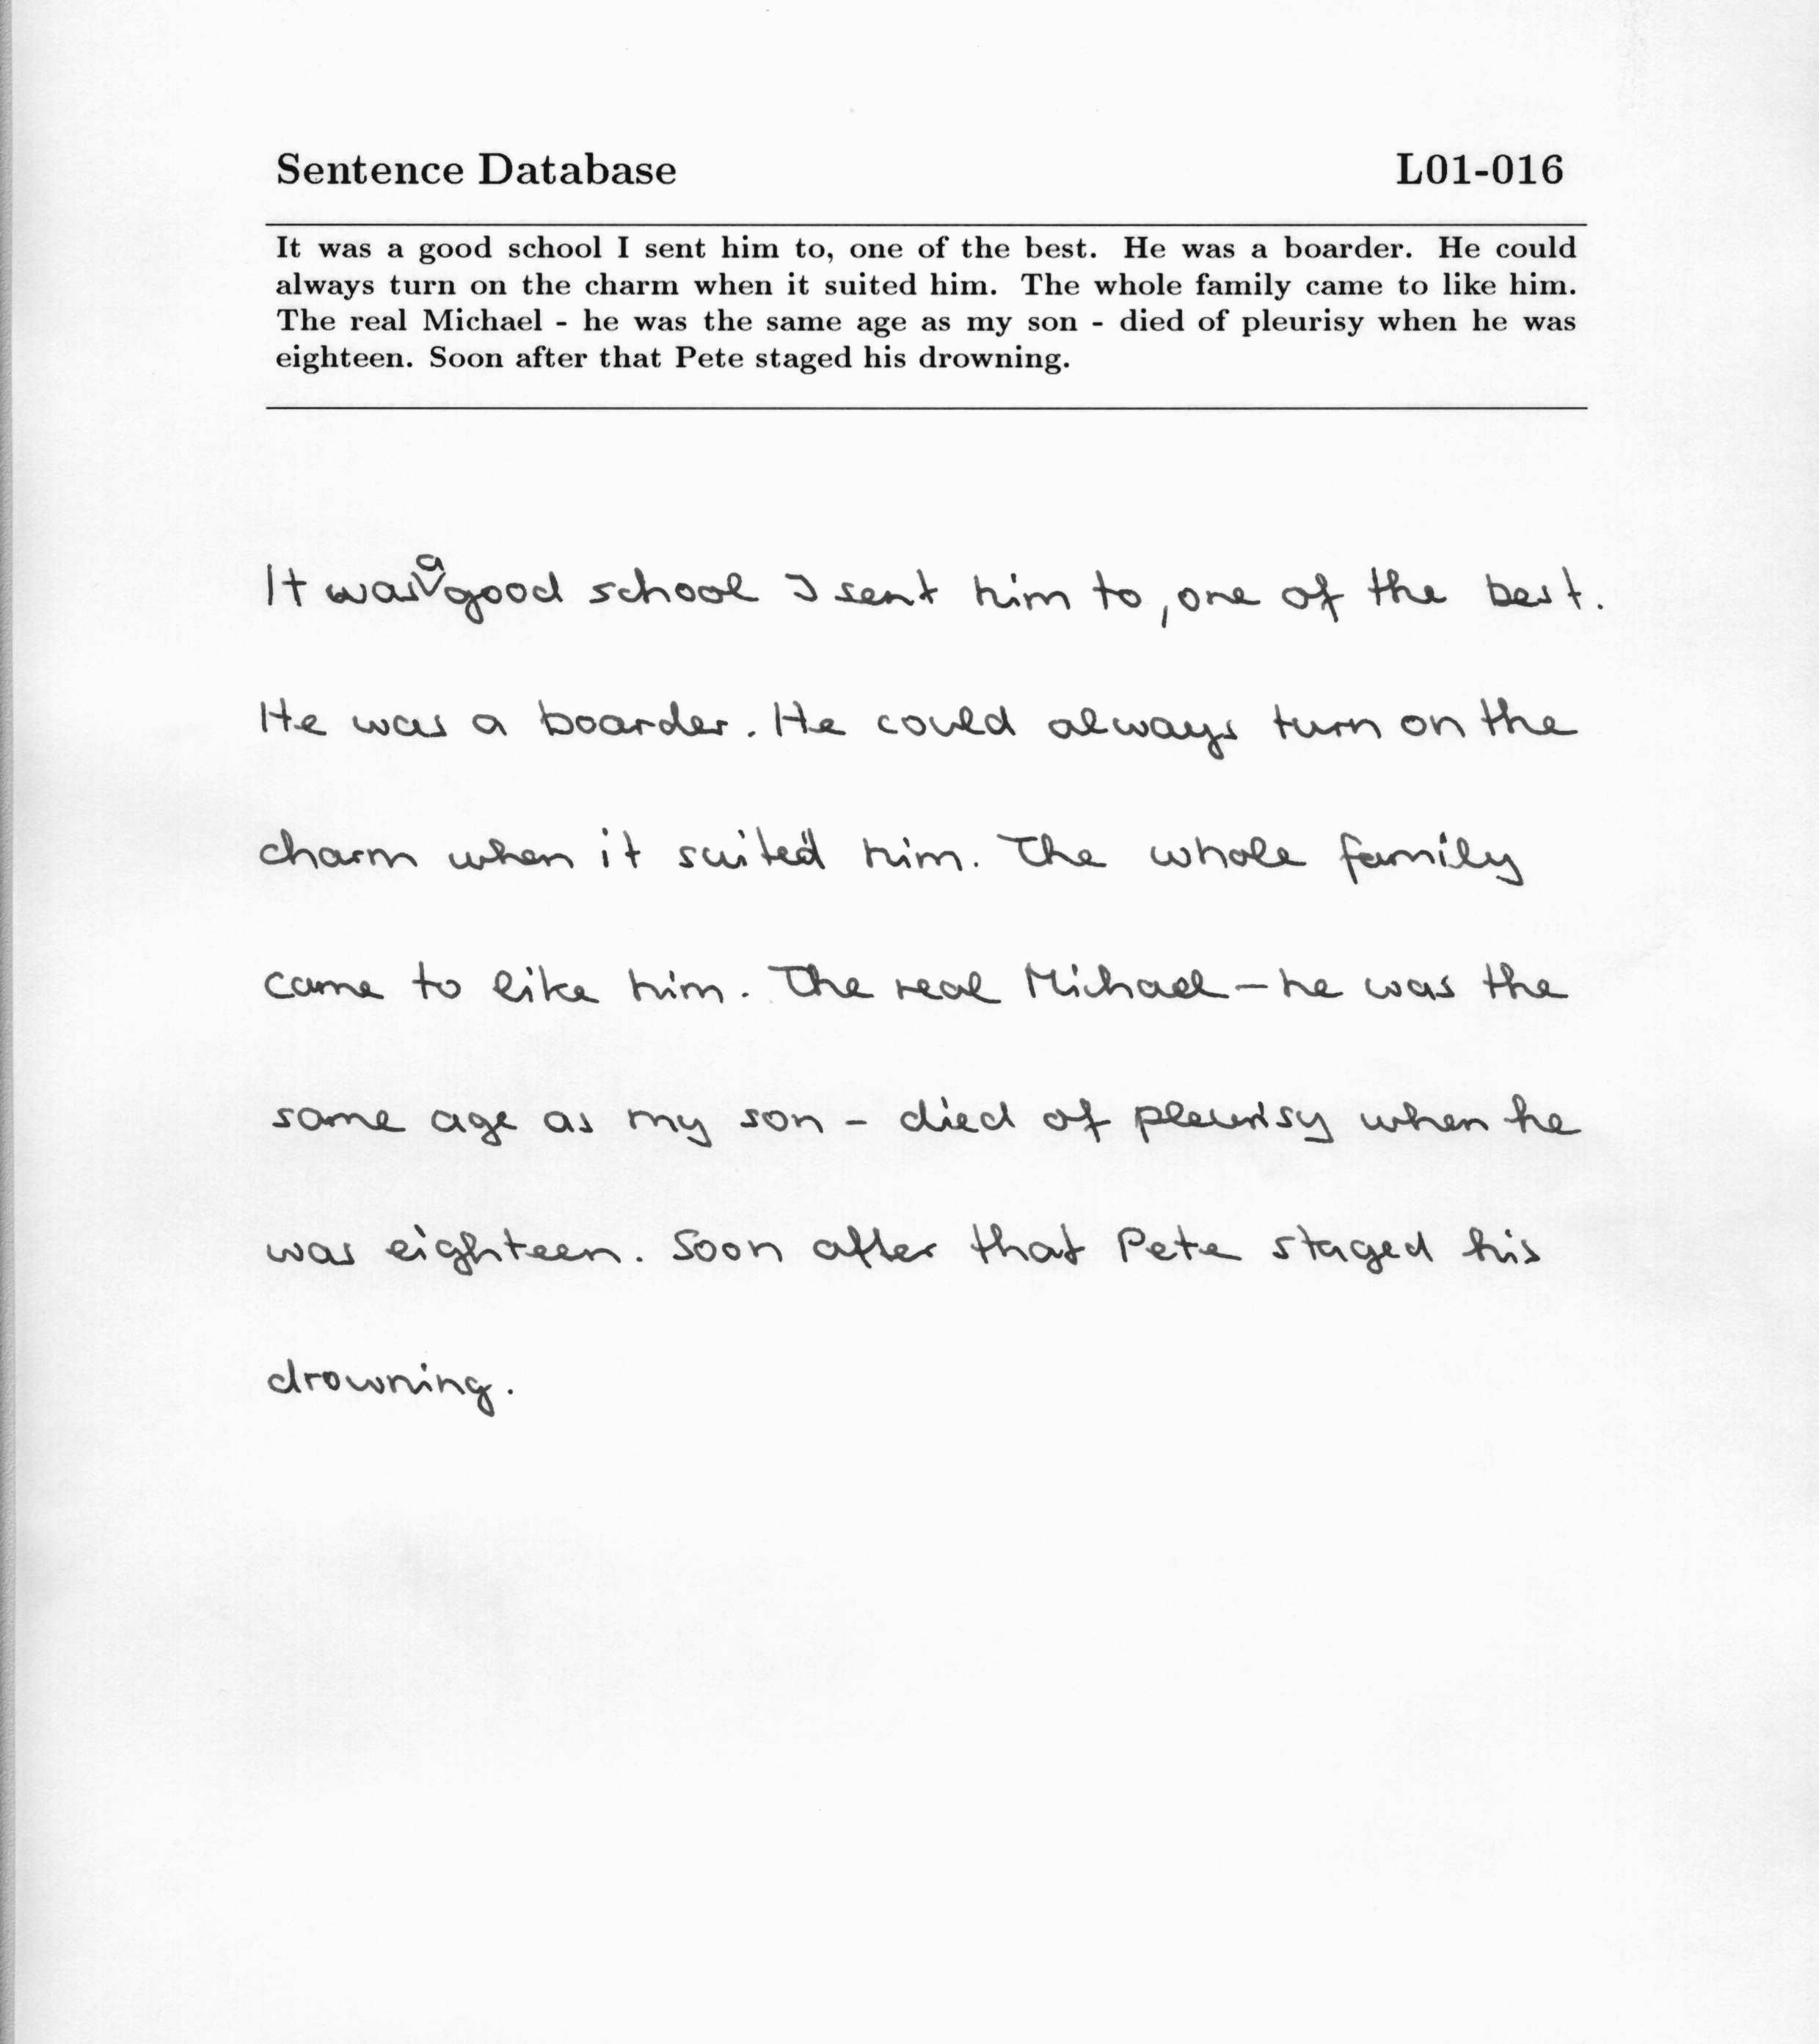 Sentence Database L01-016
It was a good school I sent him to, one of the best. He was a boarder. He could
always turn on the charm when it suited him. The whole family came to like him.
The real Michael - he was the same age as my son - died of pleurisy when he was
eighteen. Soon after that Pete staged his drowning.
It was a good school I sent him to, one of the best.
He was a boarder. He could always turn on the
charm when it suited him. The whole family
came to like him. The real Michael - he was the
same age as my son - died of pleurisy when he
was eighteen. Soon after that Pete staged his
drowning.